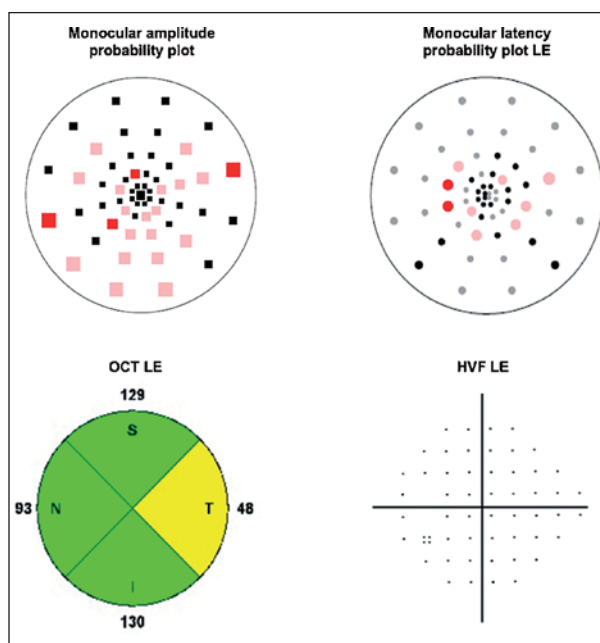 Monocular amplitude
probability plot
Monocular latency
probability plot LE
OCT LE
129
S
93
N
T
48
I
130
HVF LE